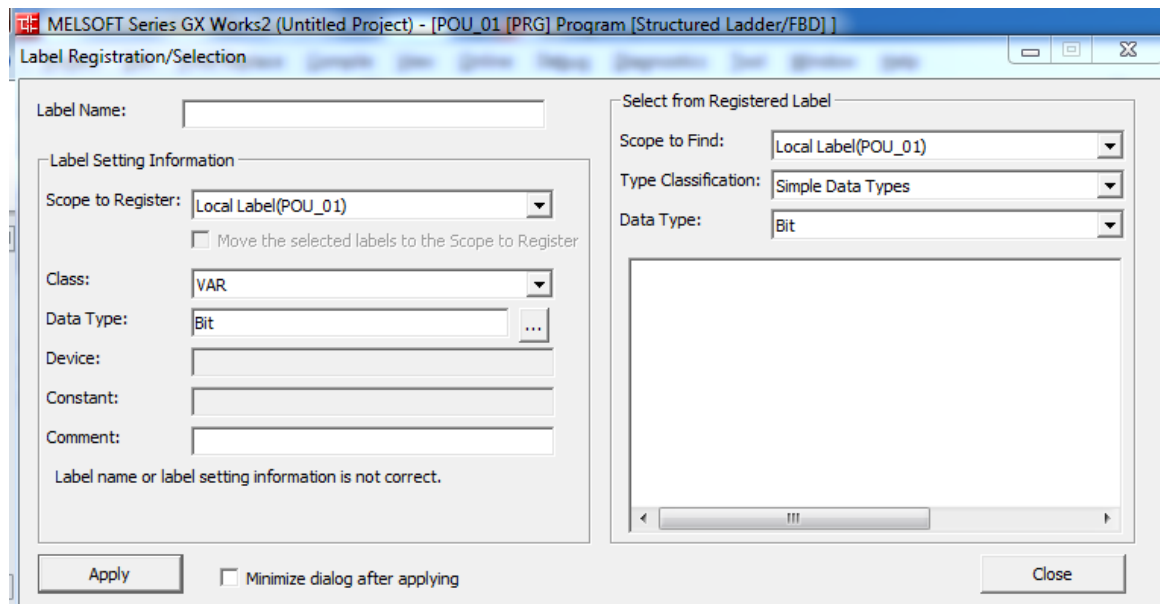 MELSOFT Series GX Works2 (Untitled Project) - [POU_01 [PRG] Program [Structured Ladder/FBD] ]
Label Registration/Selection
Label Name:
Label Setting Information
Scope to Register: Local Label(POU_01)
Move the selected labels to the Scope to Register
Class: VAR
Data Type: Bit ...
Device:
Constant:
Comment:
Label name or label setting information is not correct.
Select from Registered Label
Scope to Find: Local Label(POU_01)
Type Classification: Simple Data Types
Data Type: Bit
Apply
Minimize dialog after applying
Close